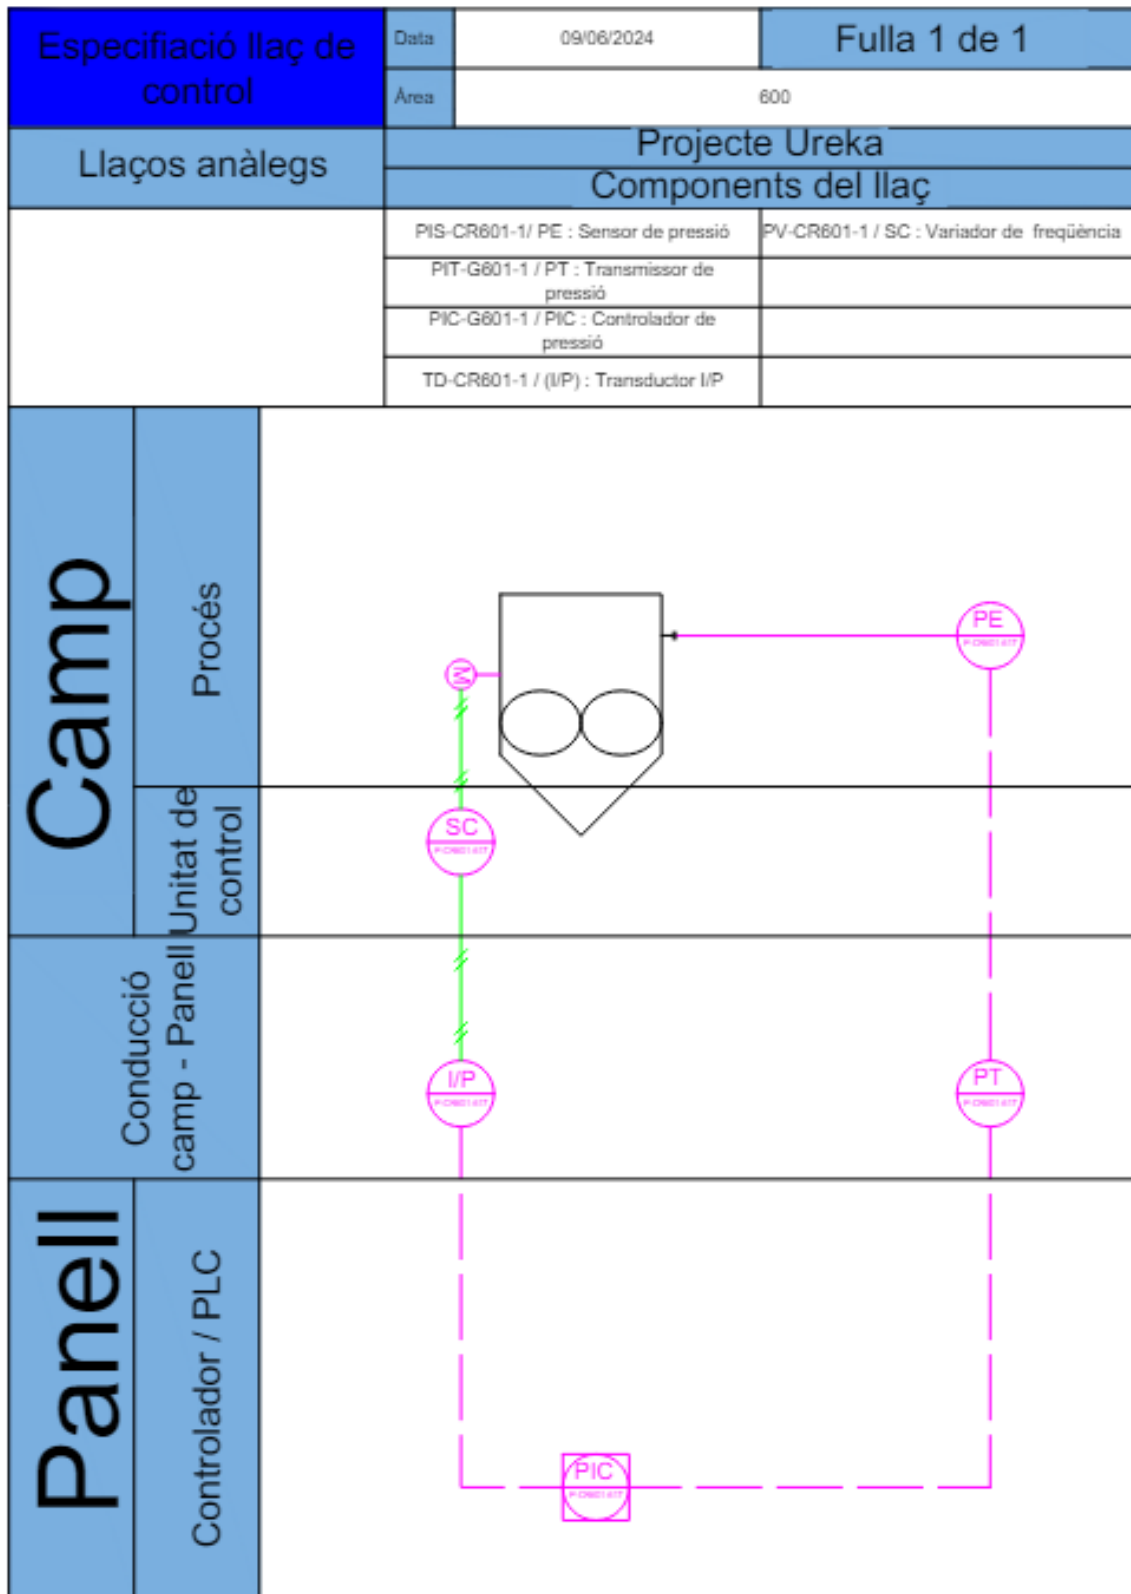 Especifiació llaç de
control
Data
09/06/2024
Fulla 1 de 1
Àrea
600
Llaços anàlegs
Projecte Ureka
Components del llaç
PIS-CR601-1/ PE : Sensor de pressió
PV-CR601-1 / SC : Variador de freqüència
PIT-G601-1 / PT : Transmissor de
pressió
PIC-G601-1 / PIC : Controlador de
pressió
TD-CR601-1 / (I/P) : Transductor I/P
Camp
Procés
PE
M
Unitat de
control
SC
Conducció
camp - Panell
I/P
PT
Panell
Controlador / PLC
PIC